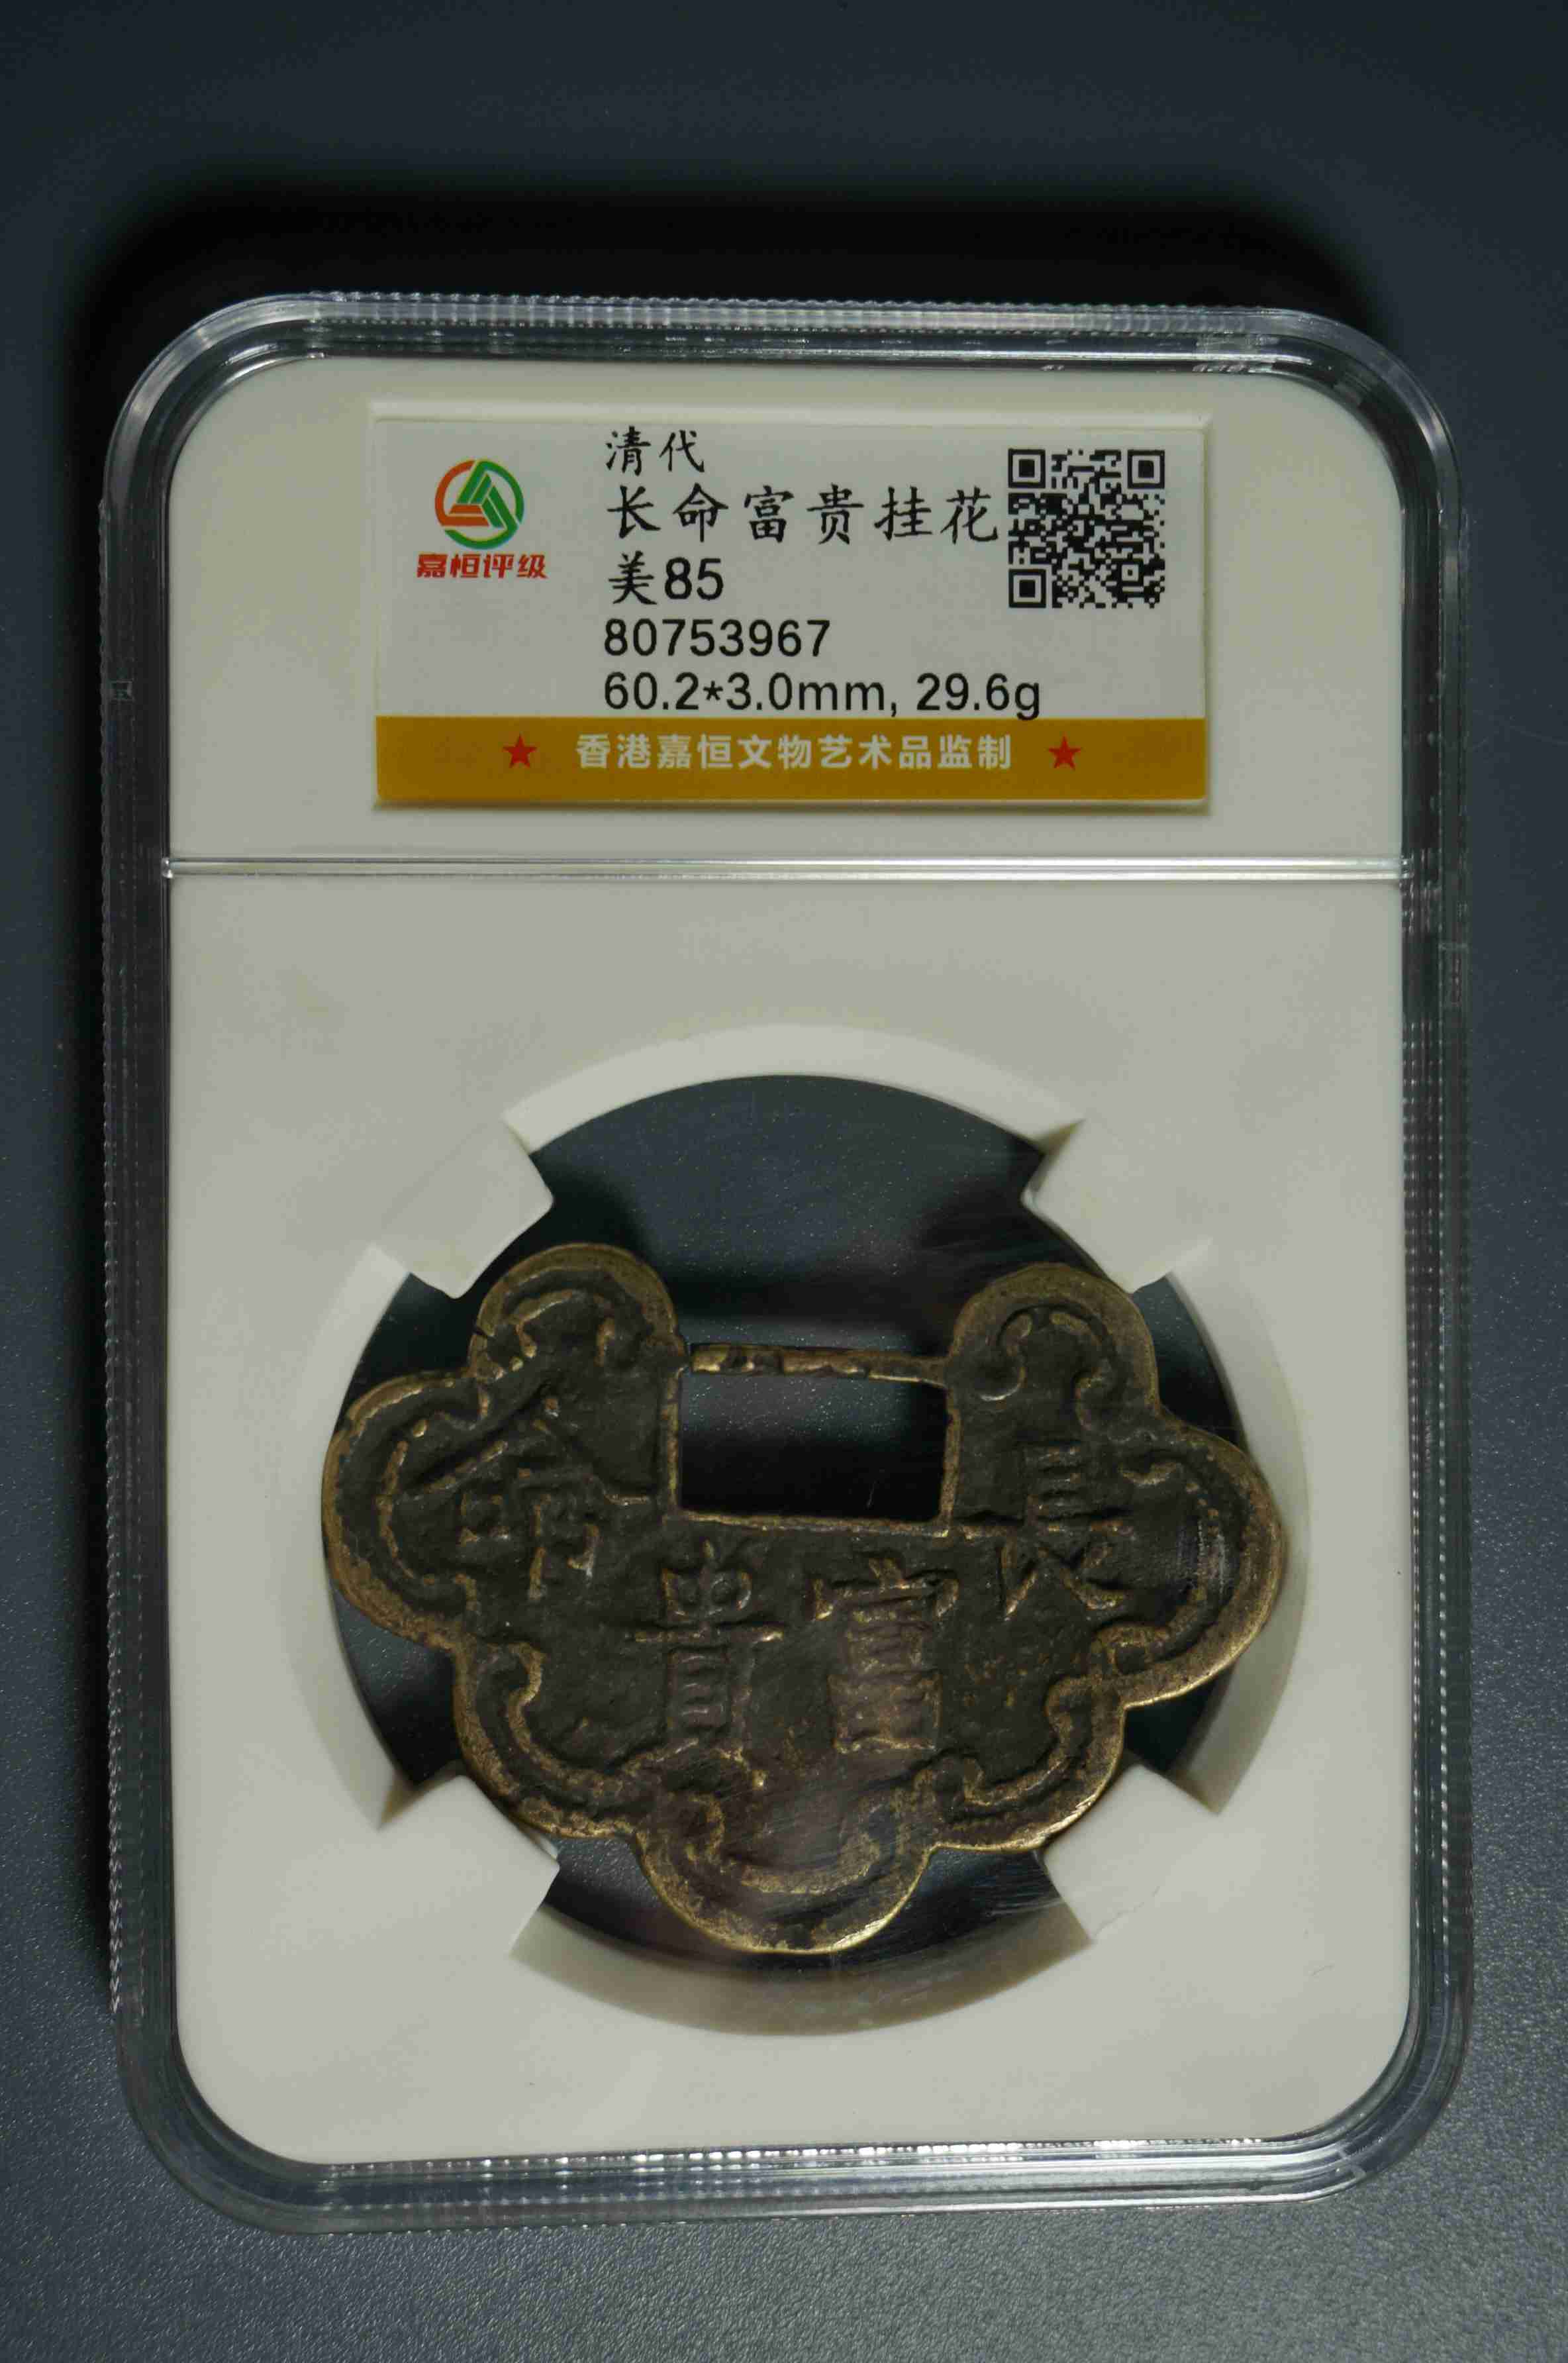 嘉恒评级
清代
长命富贵挂花
美85
80753967
60.2*3.0mm, 29.6g
香港嘉恒文物艺术品监制
長命
富貴